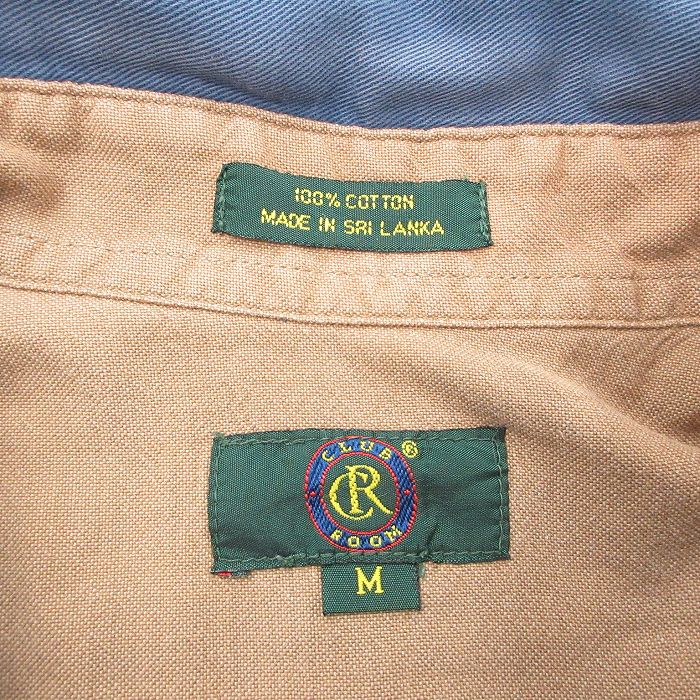 100% COTTON
MADE IN SRI LANKA
CLUB ®
CR
ROOM
M